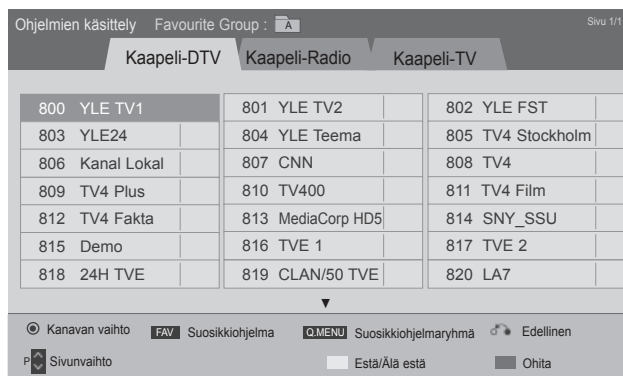 Ohjelmien käsittely Favourite Group : A Sivu 1/1
Kaapeli-DTV Kaapeli-Radio Kaapeli-TV
800 YLE TV1 801 YLE TV2 802 YLE FST
803 YLE24 804 YLE Teema 805 TV4 Stockholm
806 Kanal Lokal 807 CNN 808 TV4
809 TV4 Plus 810 TV400 811 TV4 Film
812 TV4 Fakta 813 MediaCorp HD5 814 SNY_SSU
815 Demo 816 TVE 1 817 TVE 2
818 24H TVE 819 CLAN/50 TVE 820 LA7
▼
Kanavan vaihto FAV Suosikkiohjelma Q.MENU Suosikkiohjelmaryhmä Edellinen
P Sivunvaihto Estä/Älä estä Ohita